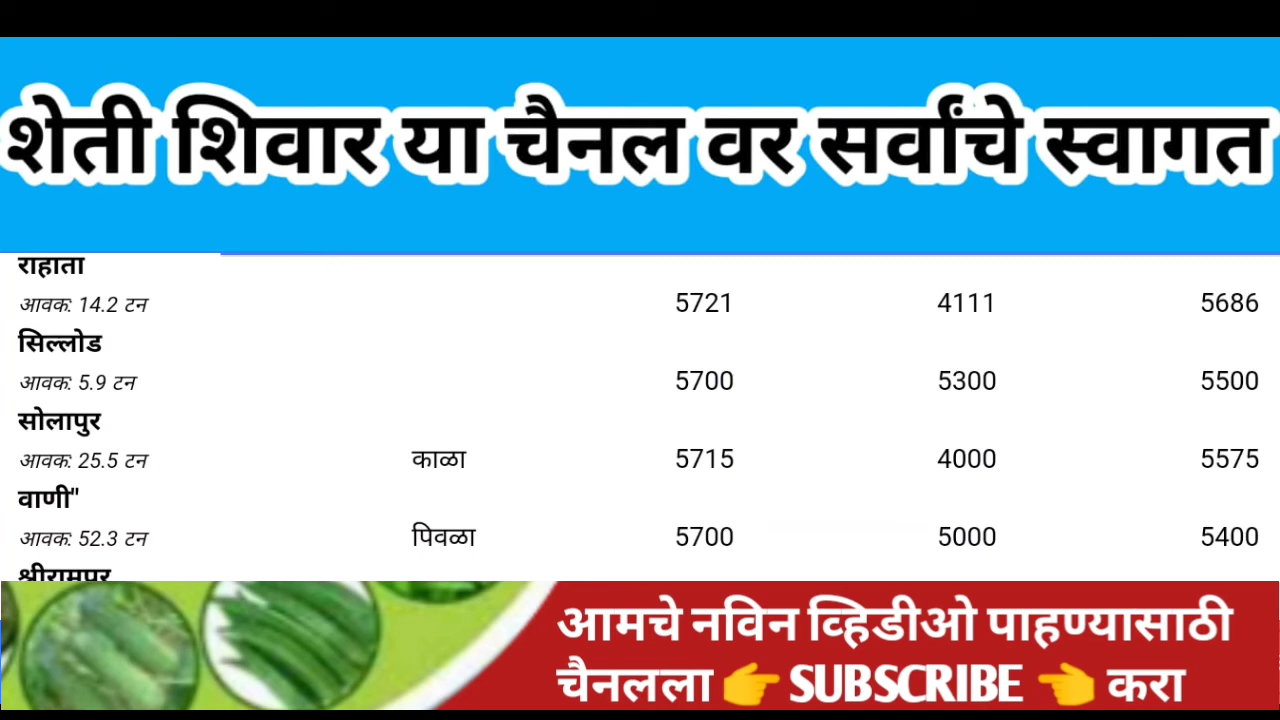 शेती शिवार या चैनल वर सर्वांचे स्वागत
राहाता
आवक: 14.2 टन 5721 4111 5686
सिल्लोड
आवक: 5.9 टन 5700 5300 5500
सोलापुर
आवक: 25.5 टन काळा 5715 4000 5575
वाणी"
आवक: 52.3 टन पिवळा 5700 5000 5400
श्रीरामपुर
आमचे नविन व्हिडीओ पाहण्यासाठी
चैनलला 👉 SUBSCRIBE 👈 करा